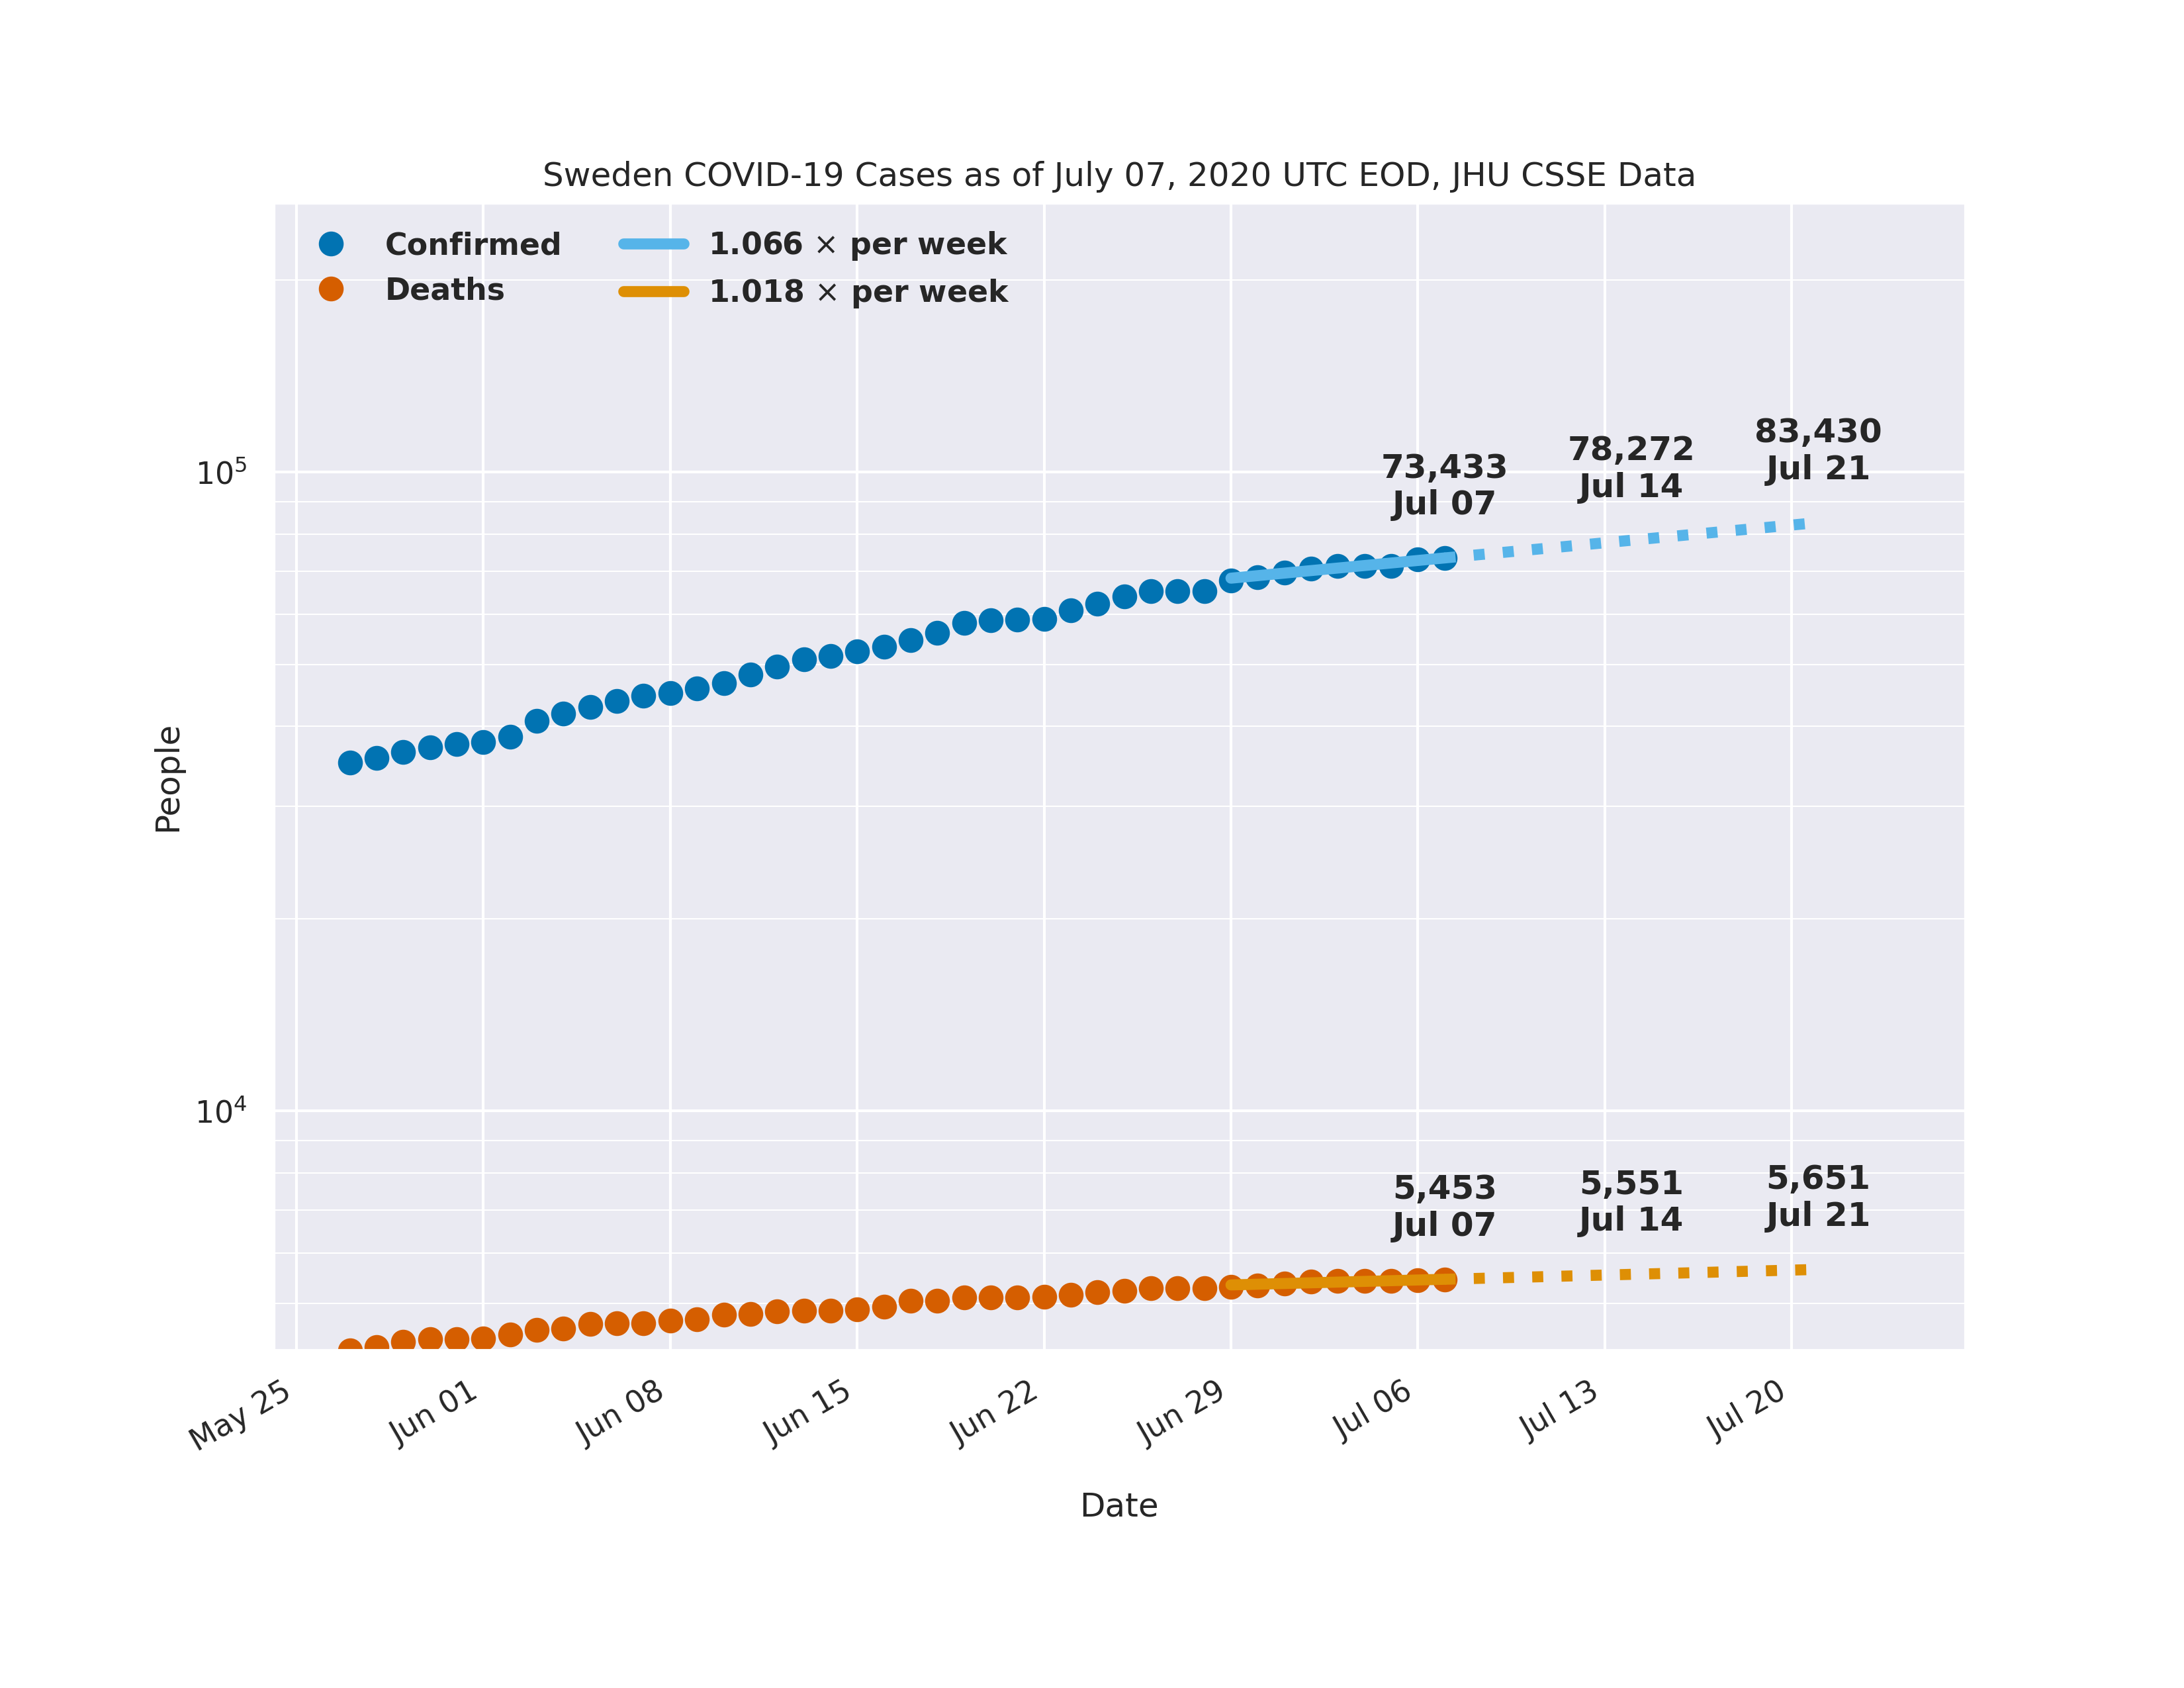 Sweden COVID-19 Cases as of July 07, 2020 UTC EOD, JHU CSSE Data
Confirmed
Deaths
1.066 × per week
1.018 × per week
83,430
Jul 21
78,272
Jul 14
73,433
Jul 07
10⁵
People
10⁴
5,453
Jul 07
5,551
Jul 14
5,651
Jul 21
May 25
Jun 01
Jun 08
Jun 15
Jun 22
Jun 29
Jul 06
Jul 13
Jul 20
Date